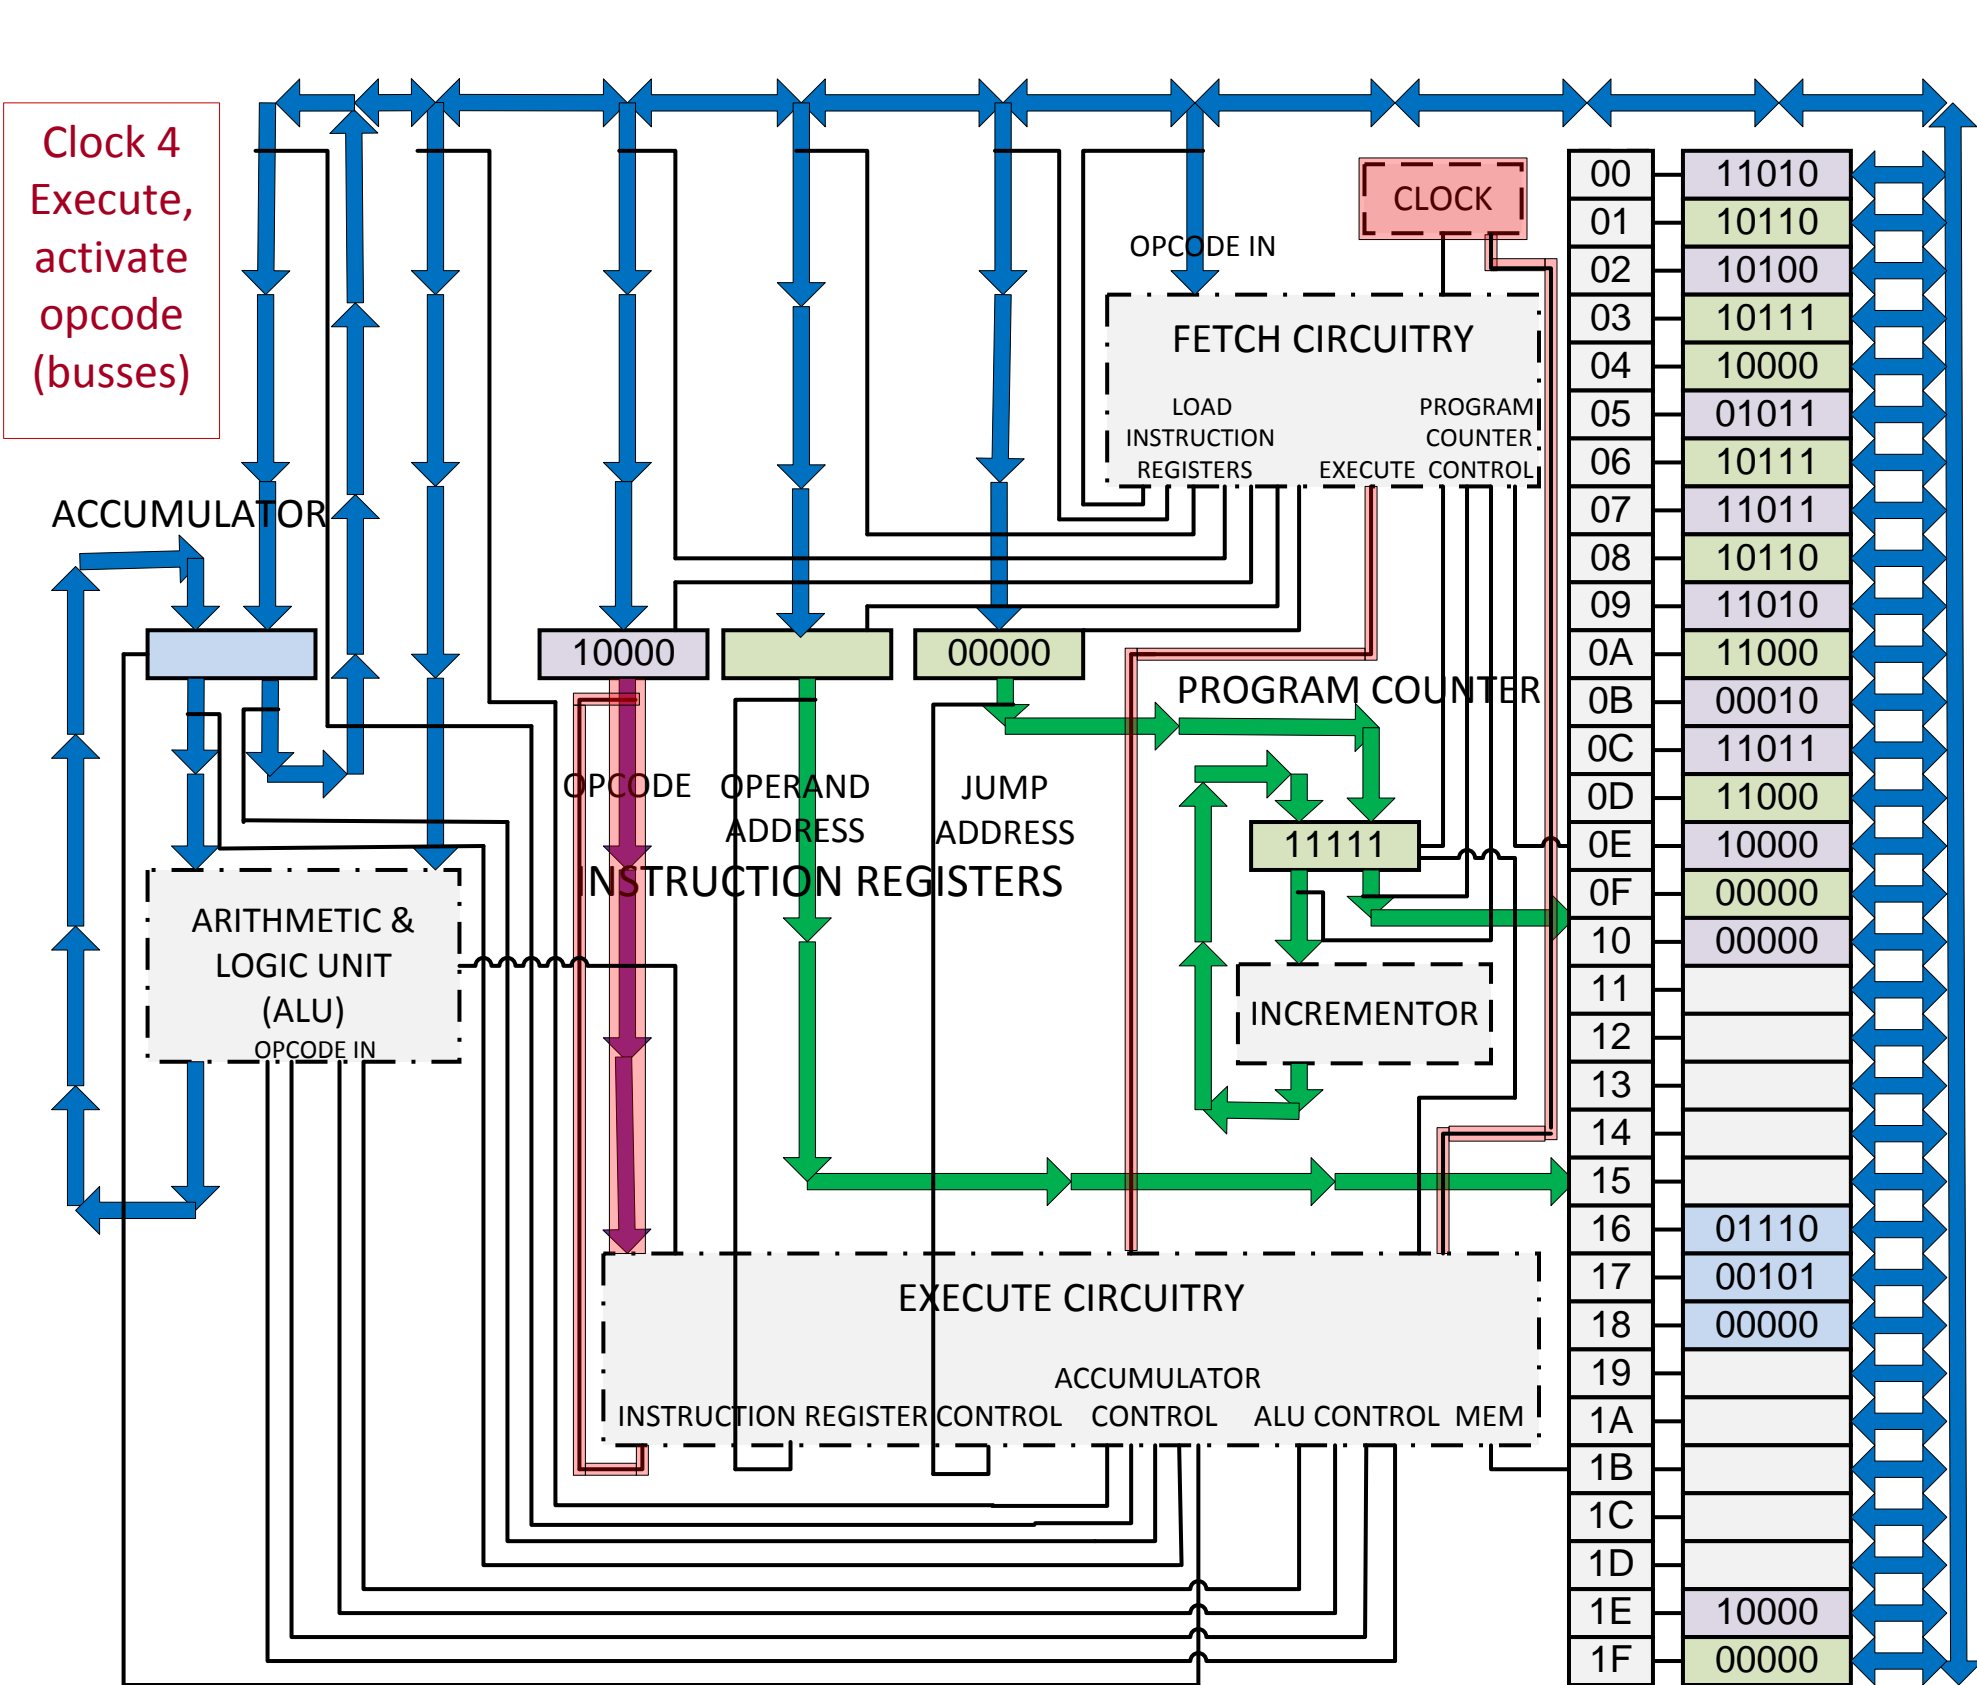 Clock 4
Execute,
activate
opcode
(busses)
CLOCK
OPCODE IN
FETCH CIRCUITRY
LOAD
INSTRUCTION
REGISTERS
EXECUTE
PROGRAM
COUNTER
CONTROL
ACCUMULATOR
10000
00000
PROGRAM COUNTER
OPCODE
OPERAND
ADDRESS
JUMP
ADDRESS
INSTRUCTION REGISTERS
11111
ARITHMETIC &
LOGIC UNIT
(ALU)
OPCODE IN
INCREMENTOR
EXECUTE CIRCUITRY
INSTRUCTION REGISTER CONTROL
ACCUMULATOR
CONTROL
ALU CONTROL
MEM
00 11010
01 10110
02 10100
03 10111
04 10000
05 01011
06 10111
07 11011
08 10110
09 11010
0A 11000
0B 00010
0C 11011
0D 11000
0E 10000
0F 00000
10 00000
11
12
13
14
15
16 01110
17 00101
18 00000
19
1A
1B
1C
1D
1E 10000
1F 00000